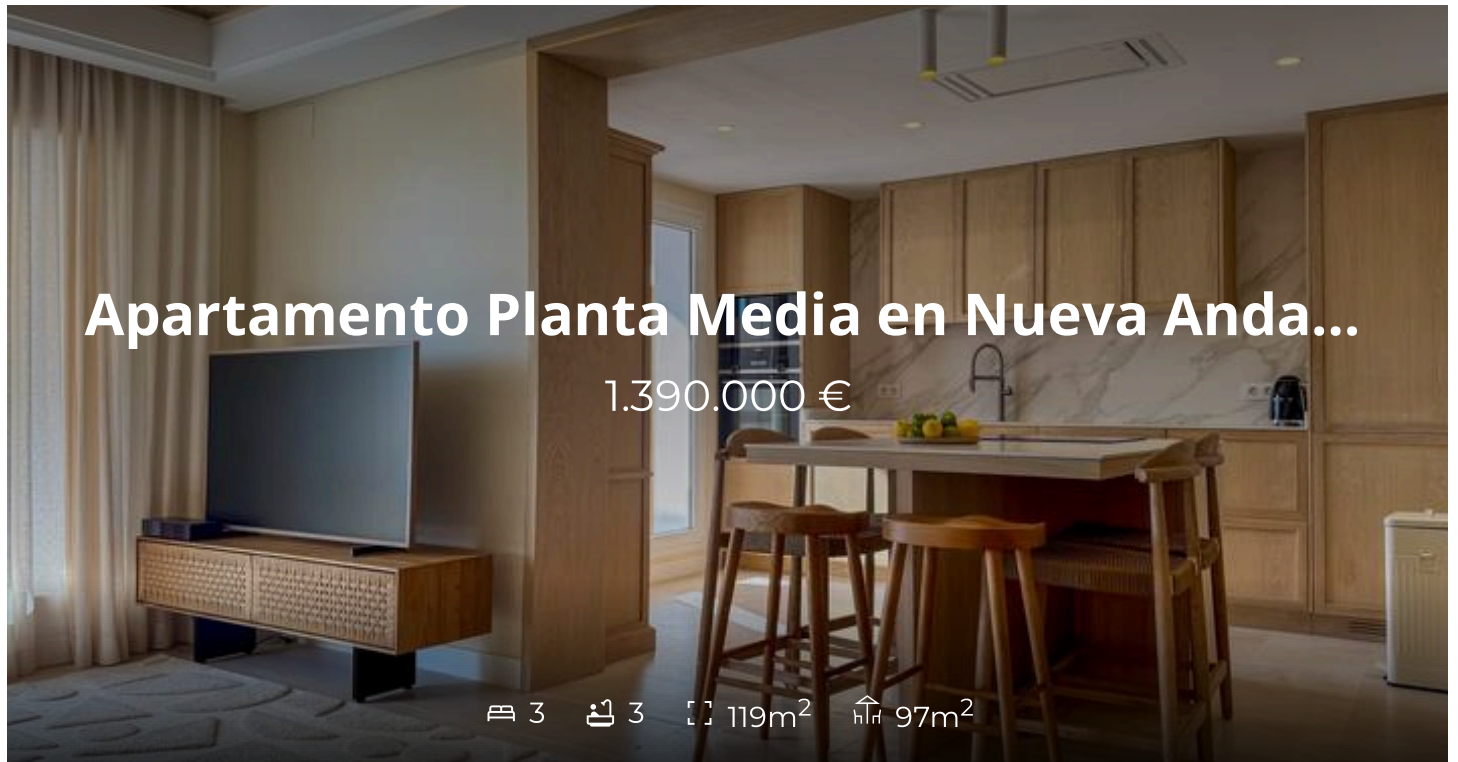 Apartamento Planta Media en Nueva Anda...
1.390.000 €
3 3 119m² 97m²